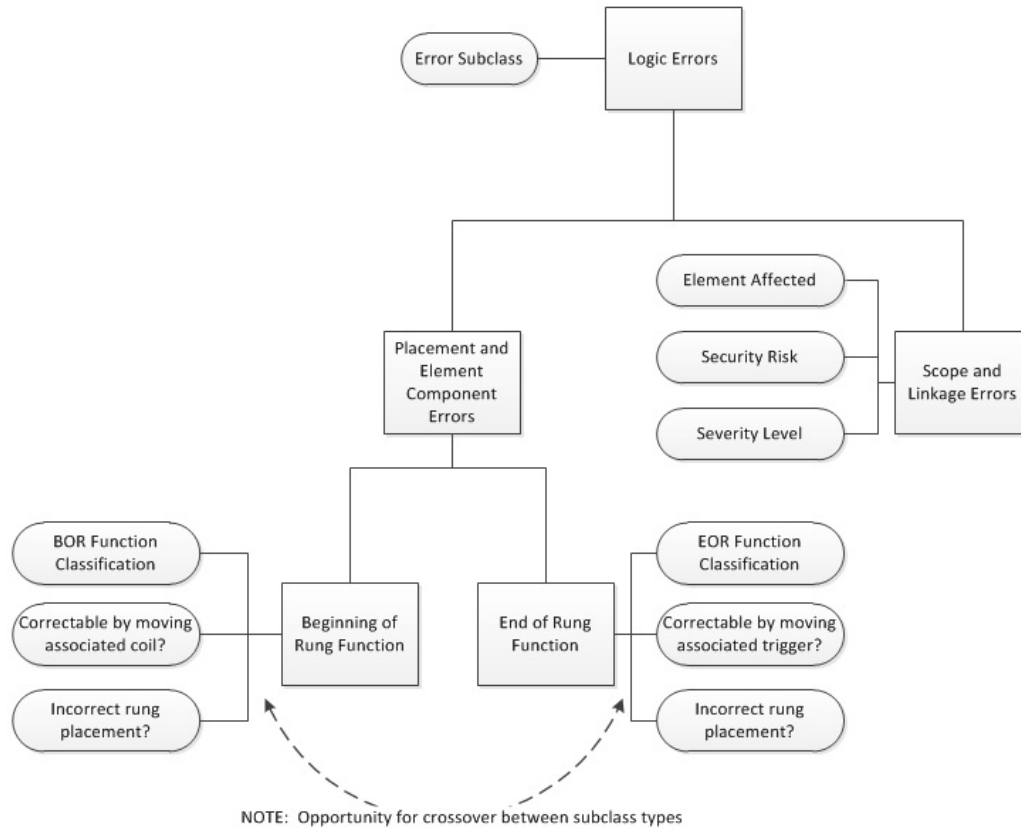 Error Subclass
Logic Errors
Element Affected
Security Risk
Severity Level
Scope and
Linkage Errors
Placement and
Element
Component
Errors
BOR Function
Classification
Correctable by moving
associated coil?
Incorrect rung
placement?
Beginning of
Rung Function
End of Rung
Function
EOR Function
Classification
Correctable by moving
associated trigger?
Incorrect rung
placement?
NOTE:  Opportunity for crossover between subclass types